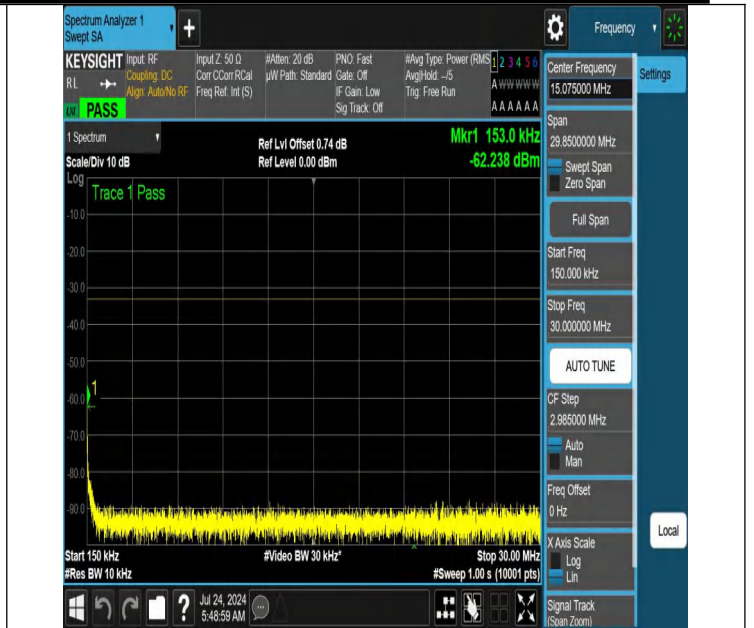 Spectrum Analyzer 1
Swept SA
+
Frequency
KEYSIGHT
RL
PASS
Input: RF
Coupling: DC
Align: Auto/No RF
Input Z: 50 Ω
Corr CCorr RCal
Freq Ref: Int (S)
#Atten: 20 dB
µW Path: Standard
PNO: Fast
Gate: Off
IF Gain: Low
Sig Track: Off
#Avg Type: Power (RMS
Avg|Hold: --/5
Trig: Free Run
1 2 3 4 5 6
A W W W W W
A A A A A A
1 Spectrum
Scale/Div 10 dB
Ref Lvl Offset 0.74 dB
Ref Level 0.00 dBm
Mkr1 153.0 kHz
-62.238 dBm
Log
Trace 1 Pass
-10.0
-20.0
-30.0
-40.0
-50.0
-60.0
-70.0
-80.0
-90.0
1
Start 150 kHz
#Res BW 10 kHz
#Video BW 30 kHz*
Stop 30.00 MHz
#Sweep 1.00 s (10001 pts)
?
Jul 24, 2024
5:48:59 AM
Center Frequency
15.075000 MHz
Settings
Span
29.8500000 MHz
Swept Span
Zero Span
Full Span
Start Freq
150.000 kHz
Stop Freq
30.000000 MHz
AUTO TUNE
CF Step
2.985000 MHz
Auto
Man
Freq Offset
0 Hz
X Axis Scale
Log
Lin
Local
Signal Track
(Span Zoom)